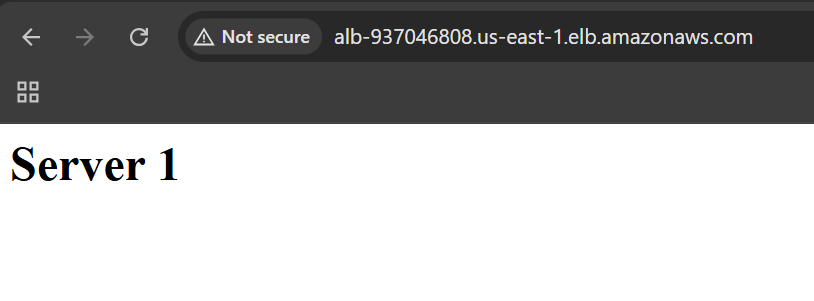 Not secure alb-937046808.us-east-1.elb.amazonaws.com
Server 1